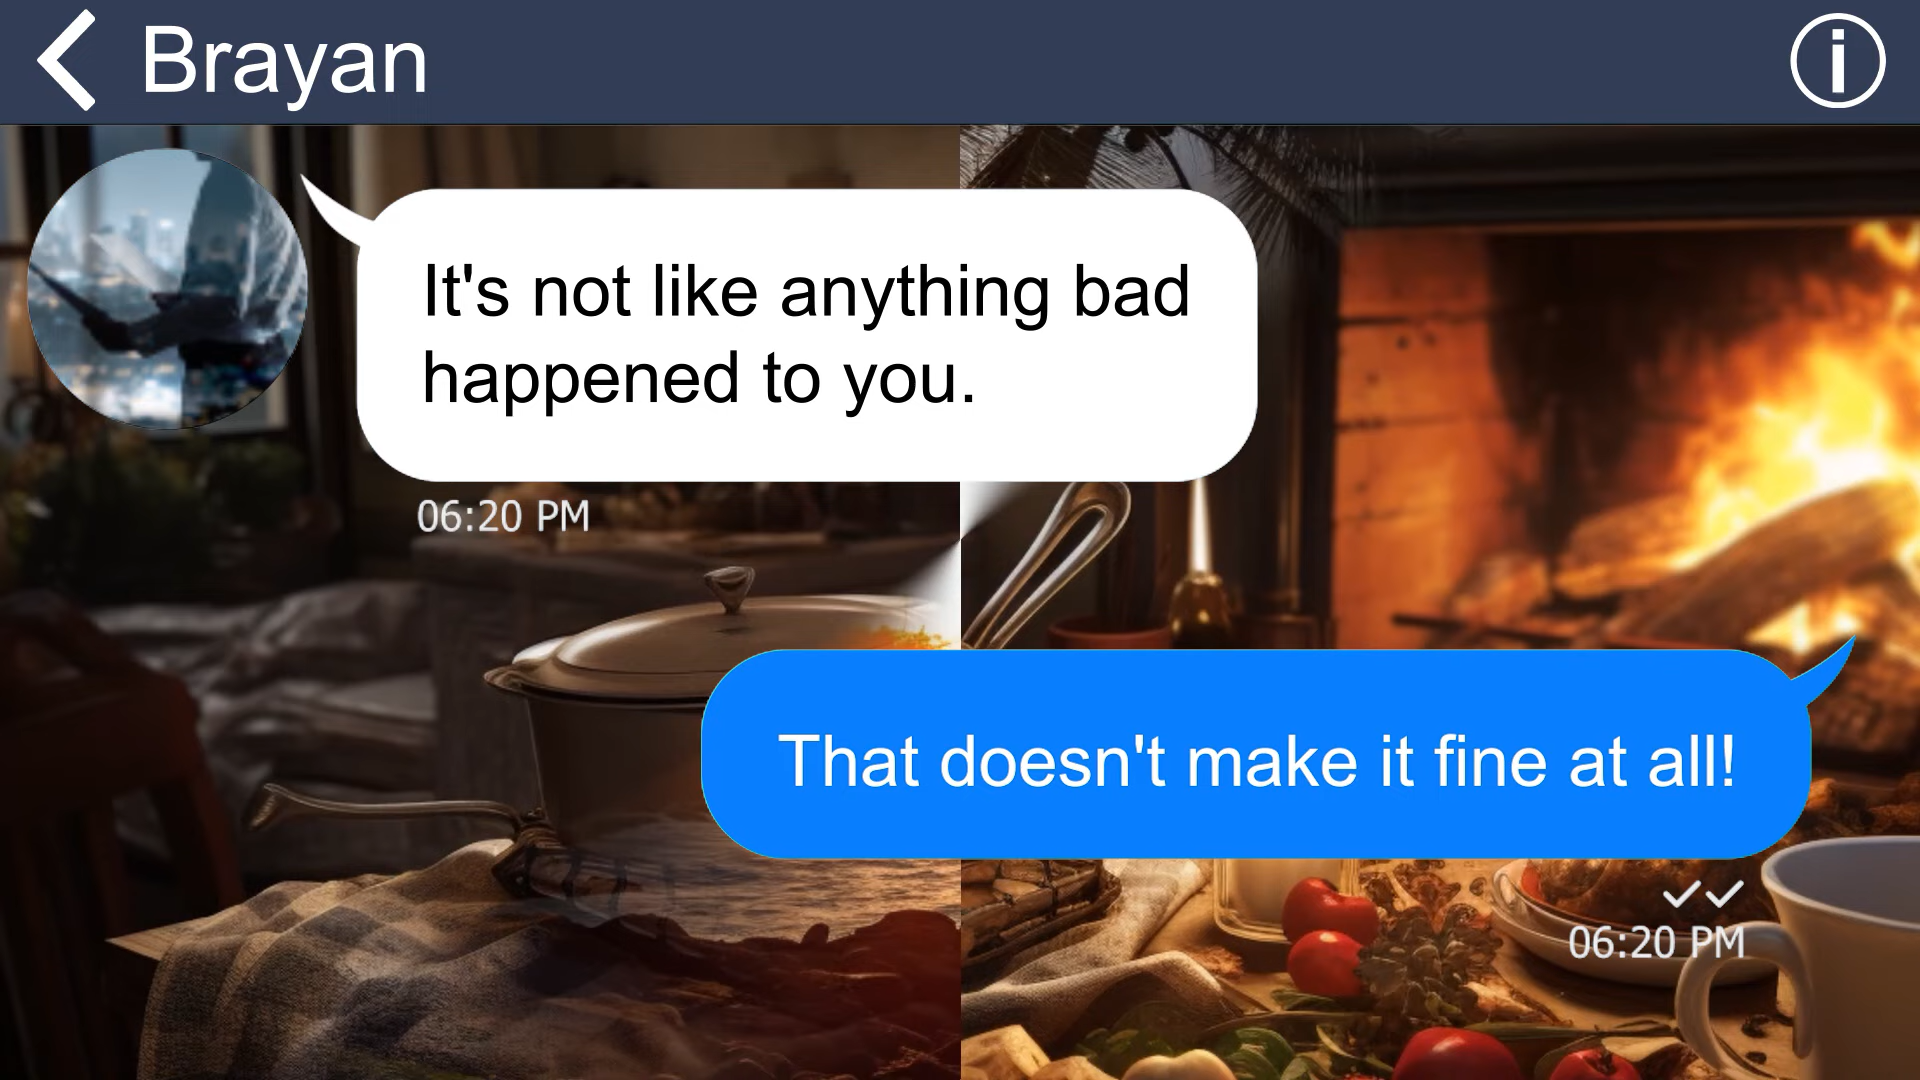 Brayan
It's not like anything bad
happened to you.
06:20 PM
That doesn't make it fine at all!
06:20 PM